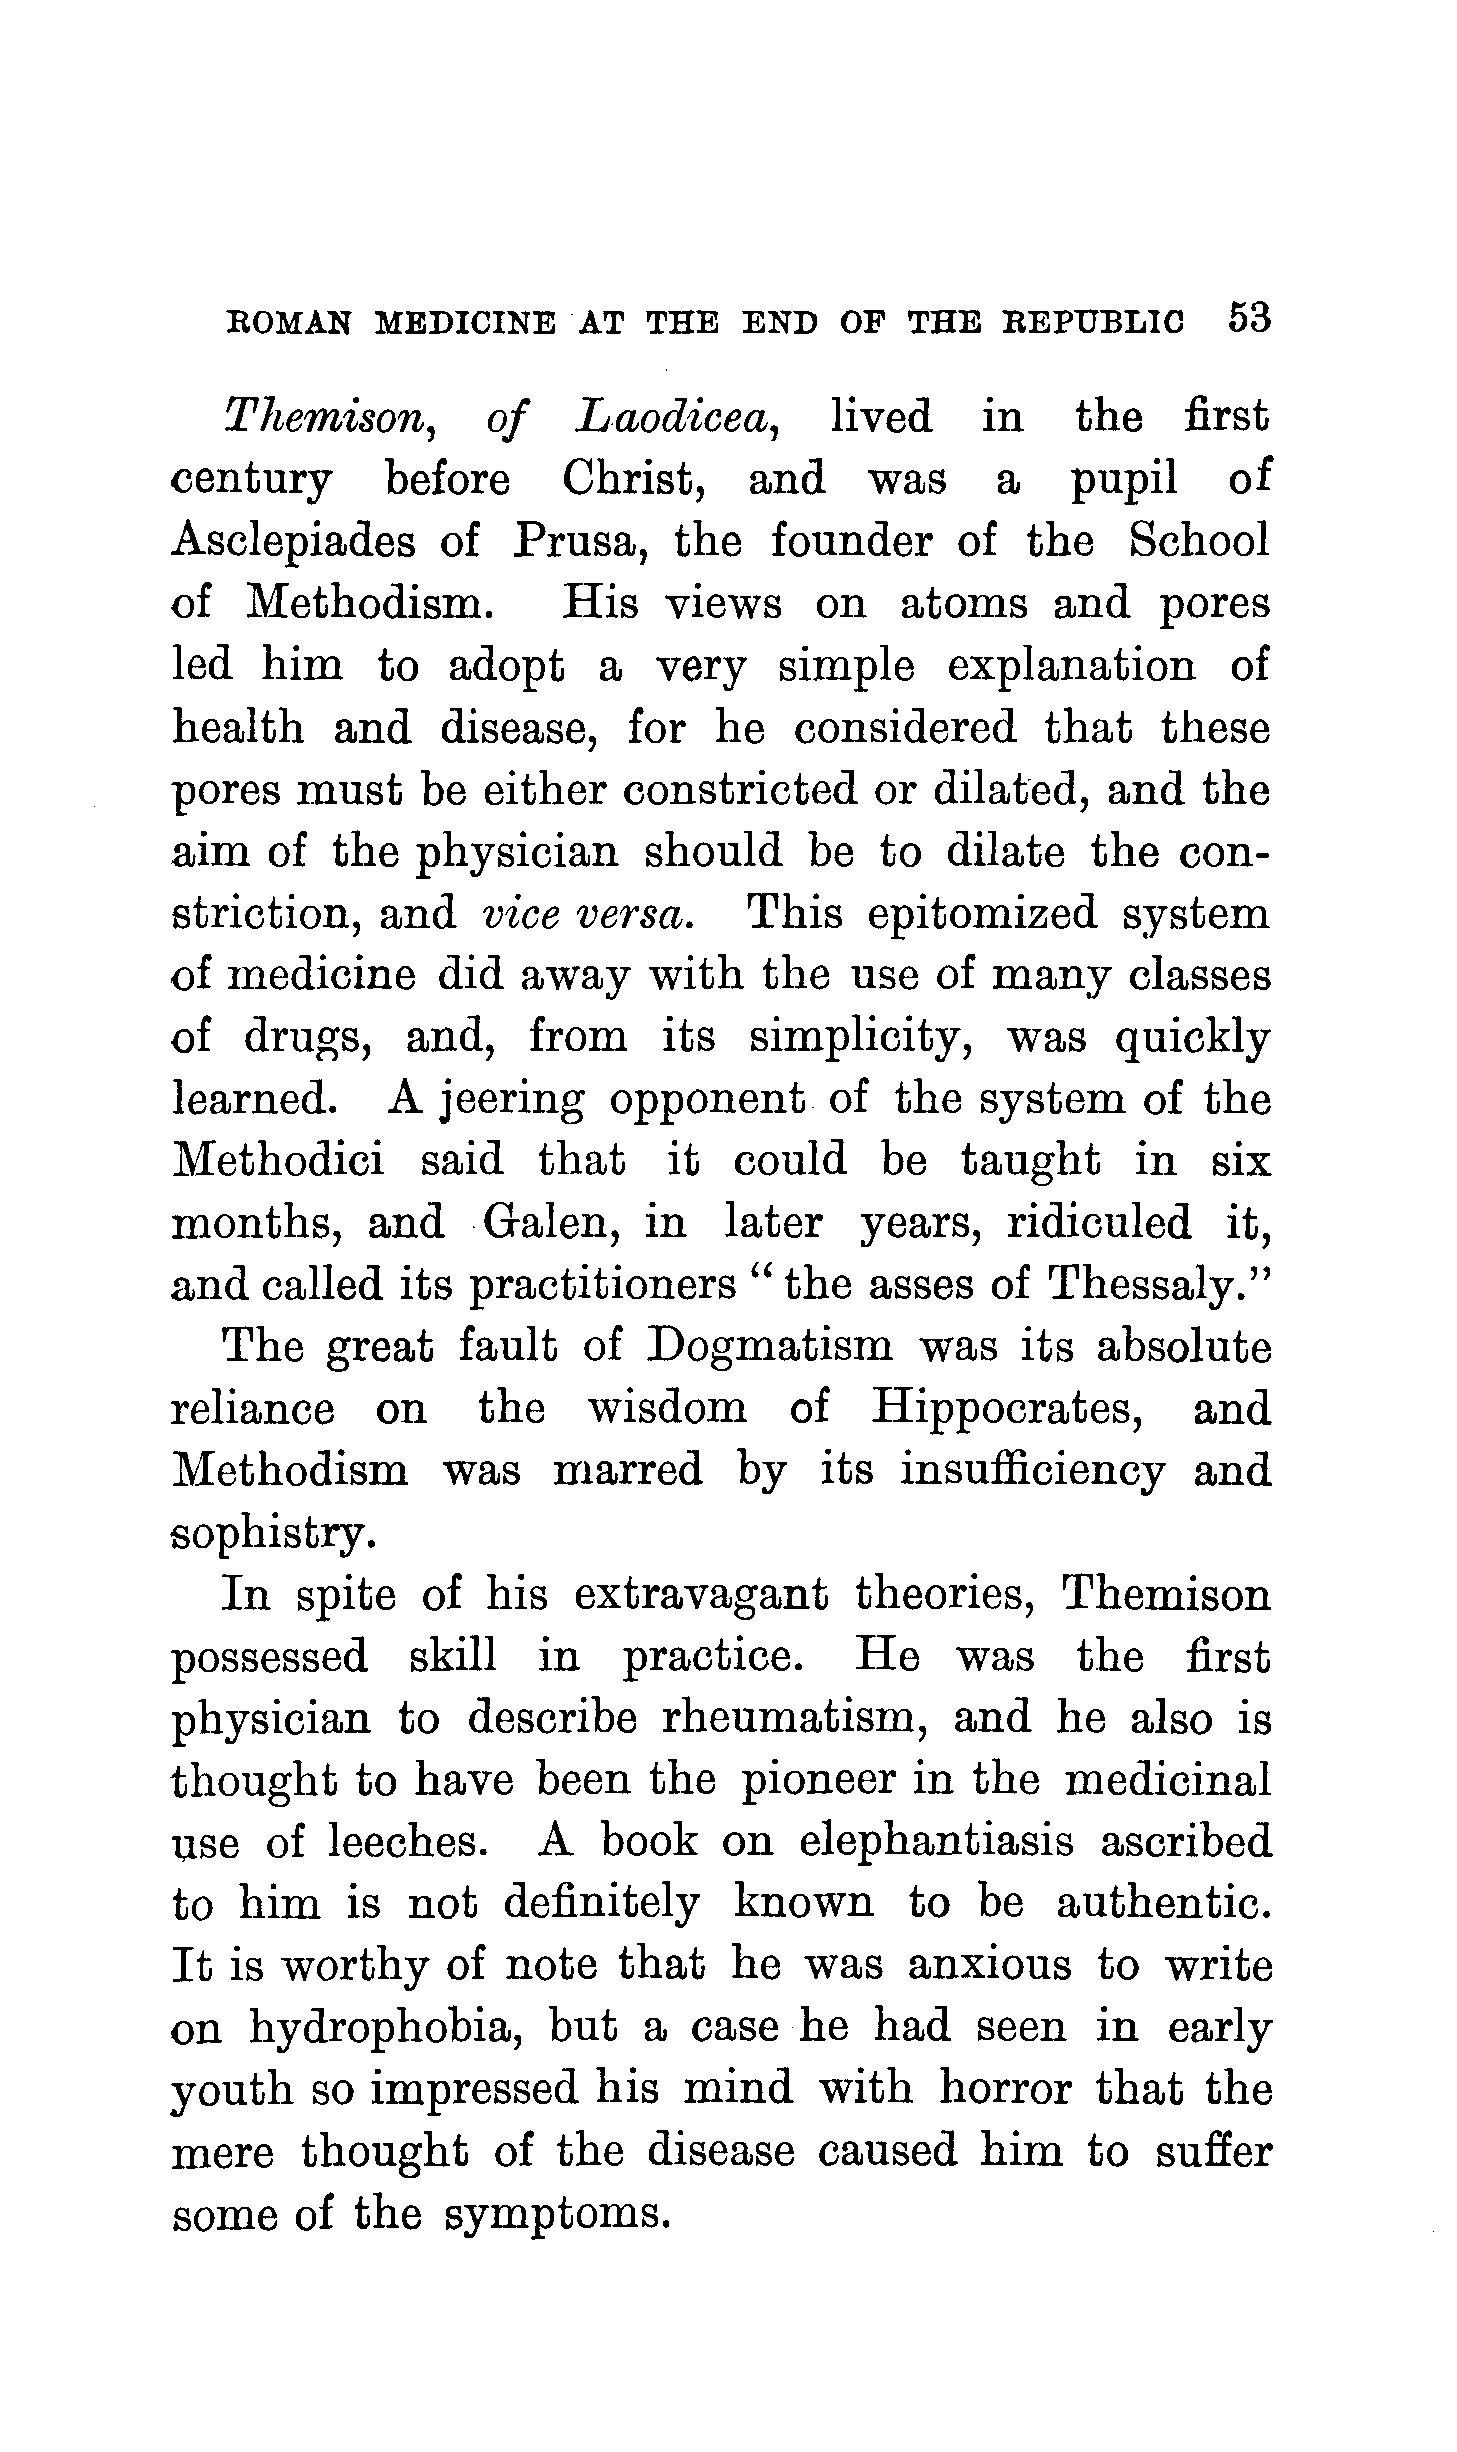 ROMAN MEDICINE AT THE END OF THE REPUBLIC 53
Themison, of Laodicea, lived in the first
century before Christ, and was a pupil of
Asclepiades of Prusa, the founder of the School
of Methodism. His views on atoms and pores
led him to adopt a very simple explanation of
health and disease, for he considered that these
pores must be either constricted or dilated, and the
aim of the physician should be to dilate the con-
striction, and vice versa. This epitomized system
of medicine did away with the use of many classes
of drugs, and, from its simplicity, was quickly
learned. A jeering opponent of the system of the
Methodici said that it could be taught in six
months, and Galen, in later years, ridiculed it,
and called its practitioners “ the asses of Thessaly.”
The great fault of Dogmatism was its absolute
reliance on the wisdom of Hippocrates, and
Methodism was marred by its insufficiency and
sophistry.
In spite of his extravagant theories, Themison
possessed skill in practice. He was the first
physician to describe rheumatism, and he also is
thought to have been the pioneer in the medicinal
use of leeches. A book on elephantiasis ascribed
to him is not definitely known to be authentic.
It is worthy of note that he was anxious to write
on hydrophobia, but a case he had seen in early
youth so impressed his mind with horror that the
mere thought of the disease caused him to suffer
some of the symptoms.